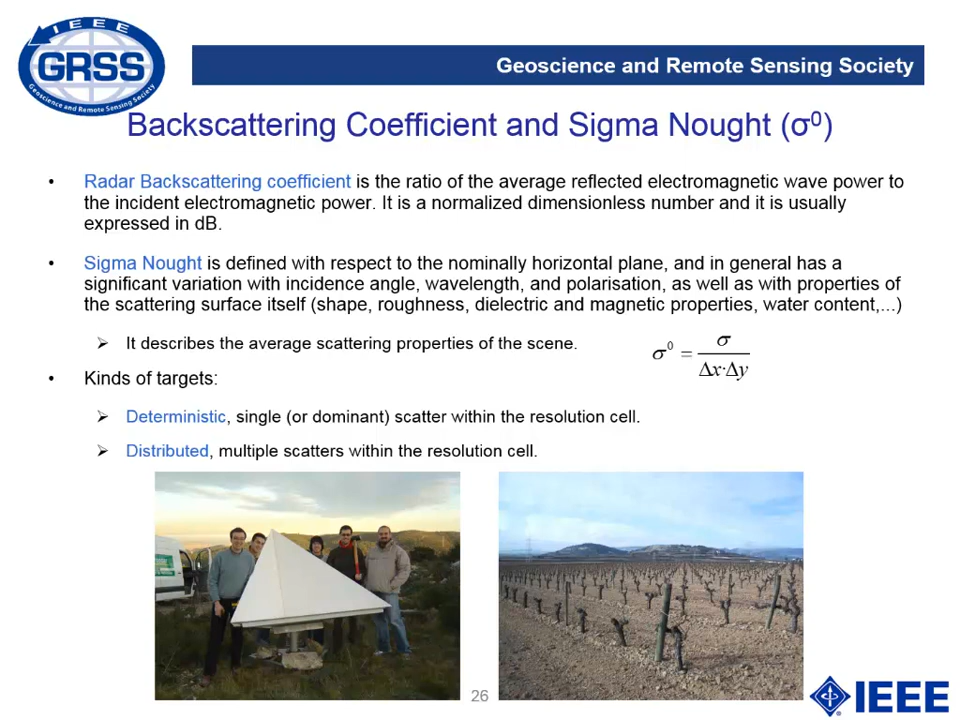 IEEE
GRSS
Geoscience and Remote Sensing Society
Geoscience and Remote Sensing Society
Backscattering Coefficient and Sigma Nought (σ⁰)
• Radar Backscattering coefficient is the ratio of the average reflected electromagnetic wave power to
the incident electromagnetic power. It is a normalized dimensionless number and it is usually
expressed in dB.
• Sigma Nought is defined with respect to the nominally horizontal plane, and in general has a
significant variation with incidence angle, wavelength, and polarisation, as well as with properties of
the scattering surface itself (shape, roughness, dielectric and magnetic properties, water content,...)
➢ It describes the average scattering properties of the scene.
σ⁰ = σ / Δx·Δy
• Kinds of targets:
➢ Deterministic, single (or dominant) scatter within the resolution cell.
➢ Distributed, multiple scatters within the resolution cell.
26
IEEE